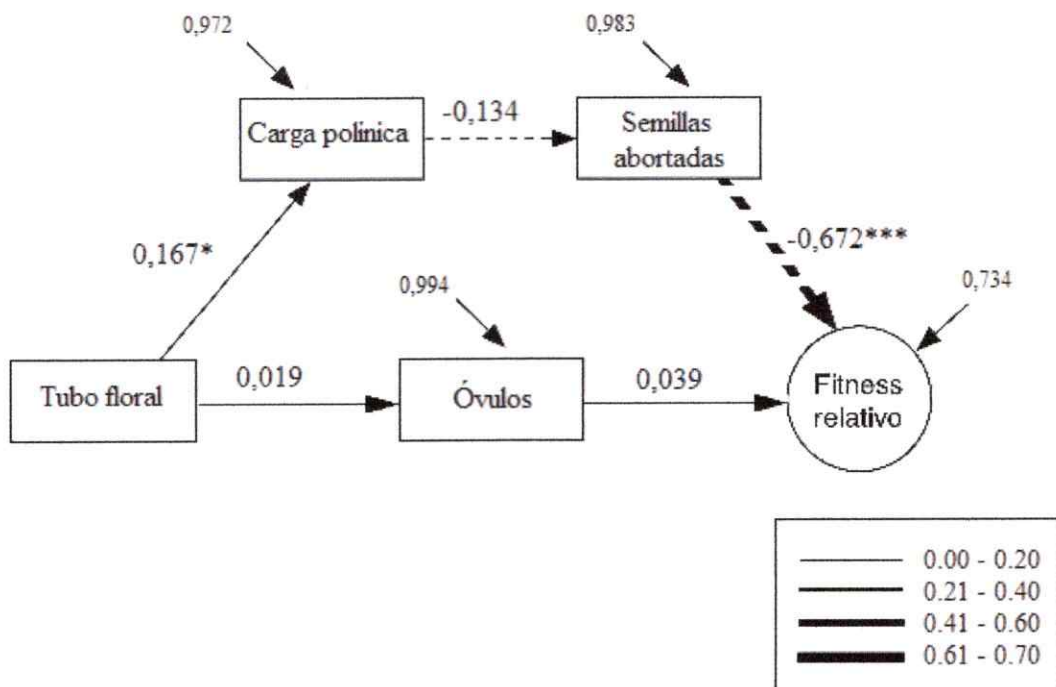 0,972
0,983
Carga polinica
-0,134
Semillas
abortadas
0,167*
-0,672***
0,994
0,734
Tubo floral
0,019
Óvulos
0,039
Fitness
relativo
0.00 - 0.20
0.21 - 0.40
0.41 - 0.60
0.61 - 0.70